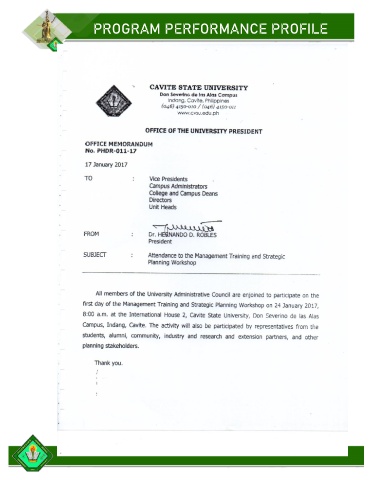 PROGRAM PERFORMANCE PROFILE
CAVITE STATE UNIVERSITY
Don Severino de las Alas Campus
Indang, Cavite, Philippines
www.cvsu.edu.ph
OFFICE OF THE UNIVERSITY PRESIDENT
OFFICE MEMORANDUM
No. PHDR-011-17
17 January 2017
TO : Vice Presidents
Campus Administrators
College and Campus Deans
Directors
Unit Heads
FROM : Dr. HERNANDO D. ROBLES
President
SUBJECT : Attendance to the Management Training and Strategic
Planning Workshop
All members of the University Administrative Council are enjoined to participate on the
first day of the Management Training and Strategic Planning Workshop on 24 January 2017,
8:00 a.m. at the International House 2, Cavite State University, Don Severino de las Alas
Campus, Indang, Cavite. The activity will also be participated by representatives from the
students, alumni, community, industry and research and extension partners, and other
planning stakeholders.
Thank you.